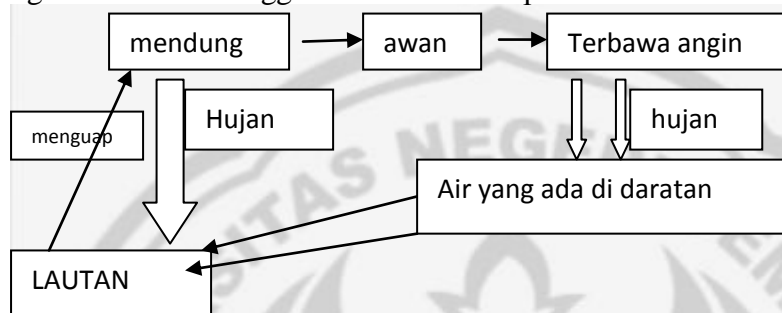 mendung
awan
Terbawa angin
menguap
Hujan
hujan
Air yang ada di daratan
LAUTAN